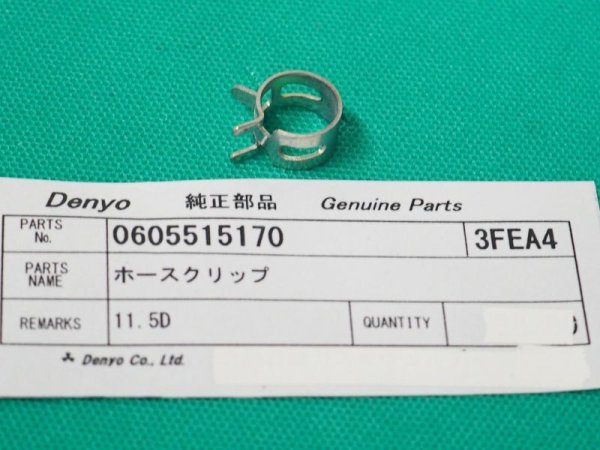 Denyo 純正部品 Genuine Parts
PARTS No. 0605515170 3FEA4
PARTS NAME ホースクリップ
REMARKS 11.5D QUANTITY
Denyo Co., Ltd.